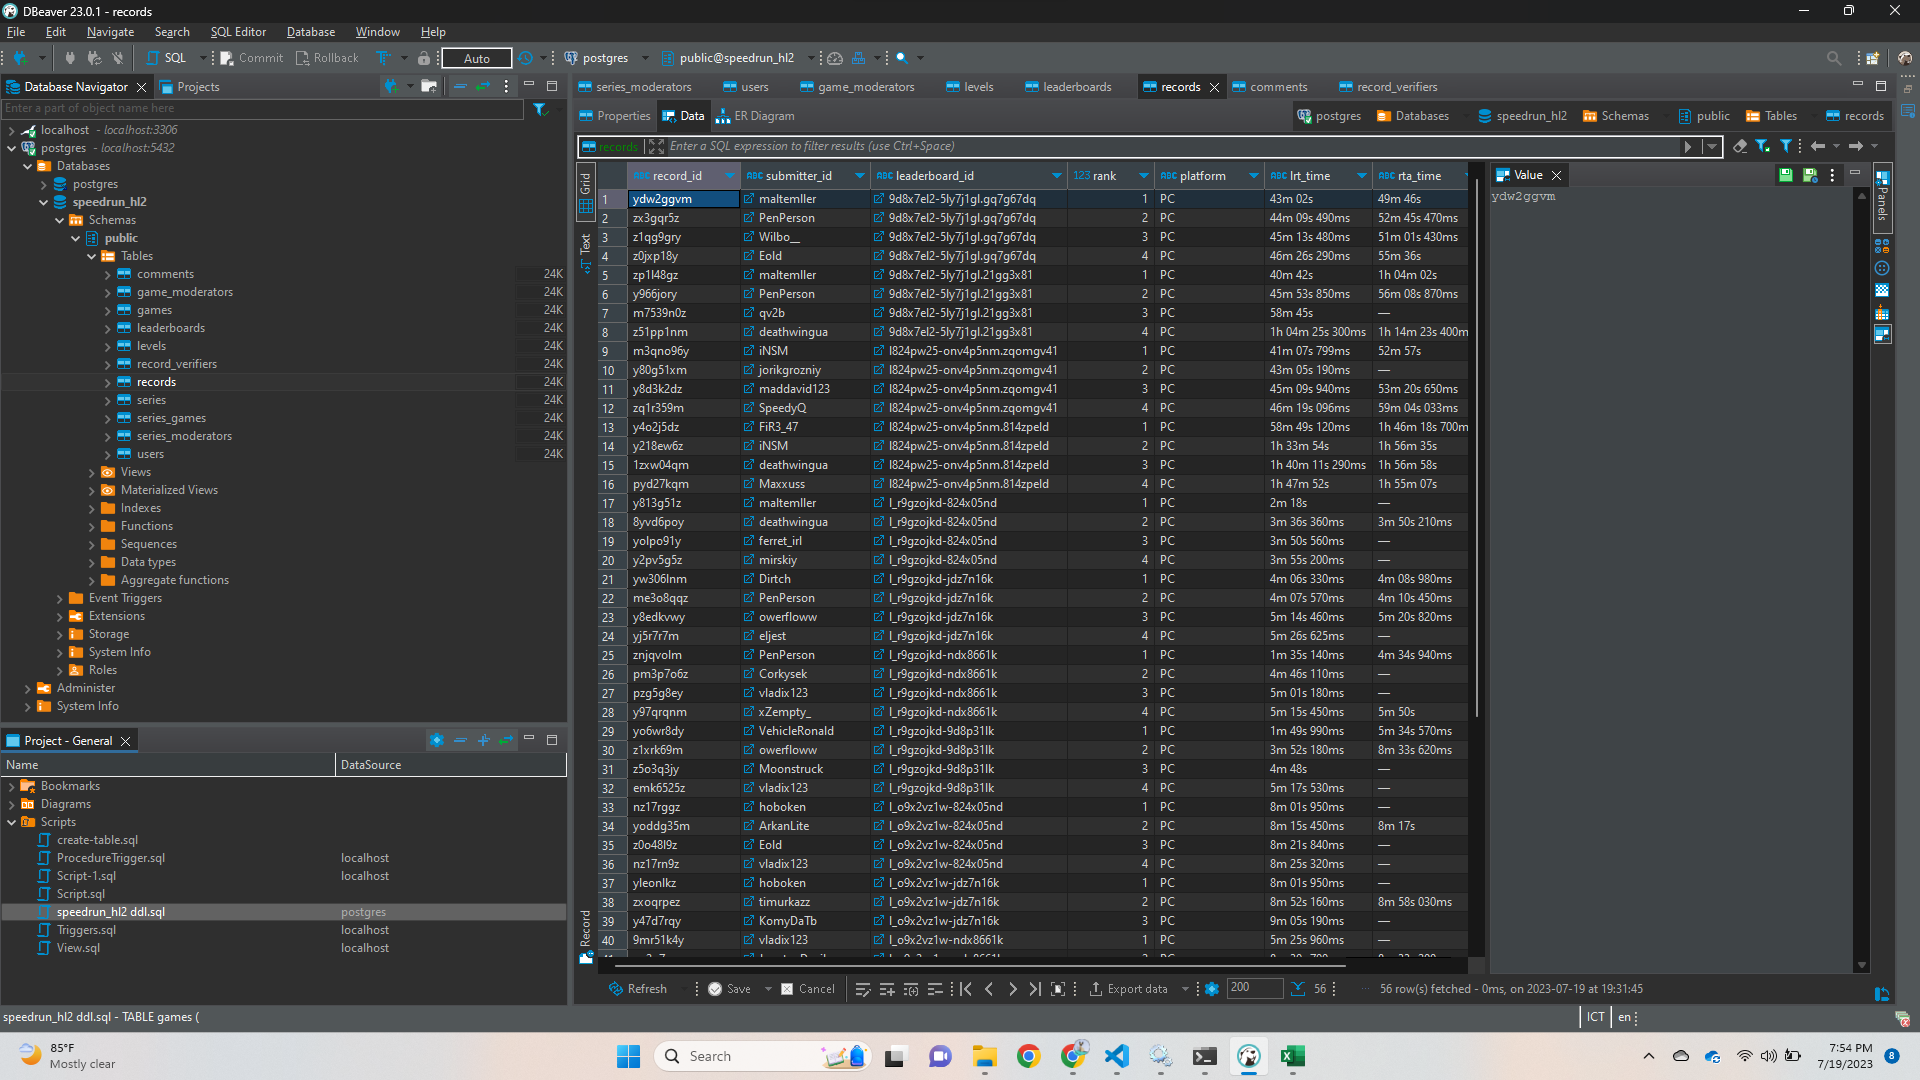 DBeaver 23.0.1 - records
File Edit Navigate Search SQL Editor Database Window Help
SQL Commit Rollback Auto postgres public@speedrun_hl2
Database Navigator Projects
Enter a part of object name here
localhost - localhost:3306
postgres - localhost:5432
Databases
postgres
speedrun_hl2
Schemas
public
Tables
comments 24K
game_moderators 24K
games 24K
leaderboards 24K
levels 24K
record_verifiers 24K
records 24K
series 24K
series_games 24K
series_moderators 24K
users 24K
Views
Materialized Views
Indexes
Functions
Sequences
Data types
Aggregate functions
Event Triggers
Extensions
Storage
System Info
Roles
Administer
System Info
Project - General
Name DataSource
Bookmarks
Diagrams
Scripts
create-table.sql
ProcedureTrigger.sql localhost
Script-1.sql localhost
Script.sql
speedrun_hl2 ddl.sql postgres
Triggers.sql localhost
View.sql localhost
series_moderators users game_moderators levels leaderboards records comments record_verifiers
Properties Data ER Diagram postgres Databases speedrun_hl2 Schemas public Tables records
records Enter a SQL expression to filter results (use Ctrl+Space)
Grid
Text
Record
ABC record_id ABC submitter_id ABC leaderboard_id 123 rank ABC platform ABC lrt_time ABC rta_time
1 ydw2ggvm maltemller 9d8x7el2-5ly7j1gl.gq7g67dq 1 PC 43m 02s 49m 46s
2 zx3gqr5z PenPerson 9d8x7el2-5ly7j1gl.gq7g67dq 2 PC 44m 09s 490ms 52m 45s 470ms
3 z1qg9gry Wilbo__ 9d8x7el2-5ly7j1gl.gq7g67dq 3 PC 45m 13s 480ms 51m 01s 430ms
4 z0jxp18y Eold 9d8x7el2-5ly7j1gl.gq7g67dq 4 PC 46m 26s 290ms 55m 36s
5 zp1l48gz maltemller 9d8x7el2-5ly7j1gl.21gg3x81 1 PC 40m 42s 1h 04m 02s
6 y966jory PenPerson 9d8x7el2-5ly7j1gl.21gg3x81 2 PC 45m 53s 850ms 56m 08s 870ms
7 m7539n0z qv2b 9d8x7el2-5ly7j1gl.21gg3x81 3 PC 58m 45s —
8 z51pp1nm deathwingua 9d8x7el2-5ly7j1gl.21gg3x81 4 PC 1h 04m 25s 300ms 1h 14m 23s 400m
9 m3qno96y iNSM l824pw25-onv4p5nm.zqomgv41 1 PC 41m 07s 799ms 52m 57s
10 y80g51xm jorikgrozniy l824pw25-onv4p5nm.zqomgv41 2 PC 43m 05s 190ms —
11 y8d3k2dz maddavid123 l824pw25-onv4p5nm.zqomgv41 3 PC 45m 09s 940ms 53m 20s 650ms
12 zq1r359m SpeedyQ l824pw25-onv4p5nm.zqomgv41 4 PC 46m 19s 096ms 59m 04s 033ms
13 y4o2j5dz FiR3_47 l824pw25-onv4p5nm.814zpeld 1 PC 58m 49s 120ms 1h 46m 18s 700m
14 y218ew6z iNSM l824pw25-onv4p5nm.814zpeld 2 PC 1h 33m 54s 1h 56m 35s
15 1zxw04qm deathwingua l824pw25-onv4p5nm.814zpeld 3 PC 1h 40m 11s 290ms 1h 56m 58s
16 pyd27kqm Maxxuss l824pw25-onv4p5nm.814zpeld 4 PC 1h 47m 52s 1h 55m 07s
17 y813g51z maltemller l_r9gzojkd-824x05nd 1 PC 2m 18s —
18 8yvd6poy deathwingua l_r9gzojkd-824x05nd 2 PC 3m 36s 360ms 3m 50s 210ms
19 yolpo91y ferret_irl l_r9gzojkd-824x05nd 3 PC 3m 50s 560ms —
20 y2pv5g5z mirskiy l_r9gzojkd-824x05nd 4 PC 3m 55s 200ms —
21 yw306lnm Dirtch l_r9gzojkd-jdz7n16k 1 PC 4m 06s 330ms 4m 08s 980ms
22 me3o8qqz PenPerson l_r9gzojkd-jdz7n16k 2 PC 4m 07s 570ms 4m 10s 450ms
23 y8edkvwy owerfloww l_r9gzojkd-jdz7n16k 3 PC 5m 14s 460ms 5m 20s 820ms
24 yj5r7r7m eljest l_r9gzojkd-jdz7n16k 4 PC 5m 26s 625ms —
25 znjqvolm PenPerson l_r9gzojkd-ndx8661k 1 PC 1m 35s 140ms 4m 34s 940ms
26 pm3p7o6z Corkysek l_r9gzojkd-ndx8661k 2 PC 4m 46s 110ms —
27 pzg5g8ey vladix123 l_r9gzojkd-ndx8661k 3 PC 5m 01s 180ms —
28 y97qrqnm xZempty_ l_r9gzojkd-ndx8661k 4 PC 5m 15s 450ms 5m 50s
29 yo6wr8dy VehicleRonald l_r9gzojkd-9d8p31lk 1 PC 1m 49s 990ms 5m 34s 570ms
30 z1xrk69m owerfloww l_r9gzojkd-9d8p31lk 2 PC 3m 52s 180ms 8m 33s 620ms
31 z5o3q3jy Moonstruck l_r9gzojkd-9d8p31lk 3 PC 4m 48s —
32 emk6525z vladix123 l_r9gzojkd-9d8p31lk 4 PC 5m 17s 530ms —
33 nz17rggz hoboken l_o9x2vz1w-824x05nd 1 PC 8m 01s 950ms —
34 yoddg35m ArkanLite l_o9x2vz1w-824x05nd 2 PC 8m 15s 450ms 8m 17s
35 z0o48l9z Eold l_o9x2vz1w-824x05nd 3 PC 8m 21s 840ms —
36 nz17rn9z vladix123 l_o9x2vz1w-824x05nd 4 PC 8m 25s 320ms —
37 yleonlkz hoboken l_o9x2vz1w-jdz7n16k 1 PC 8m 01s 950ms —
38 zxoqrpez timurkazz l_o9x2vz1w-jdz7n16k 2 PC 8m 52s 160ms 8m 58s 030ms
39 y47d7rqy KomyDaTb l_o9x2vz1w-jdz7n16k 3 PC 9m 05s 190ms —
40 9mr51k4y vladix123 l_o9x2vz1w-ndx8661k 1 PC 5m 25s 960ms —
Value
ydw2ggvm
Panels
Refresh Save Cancel Export data 200 56 56 row(s) fetched - 0ms, on 2023-07-19 at 19:31:45
speedrun_hl2 ddl.sql - TABLE games ( ICT en
85°F
Mostly clear
Search
7:54 PM
7/19/2023
8